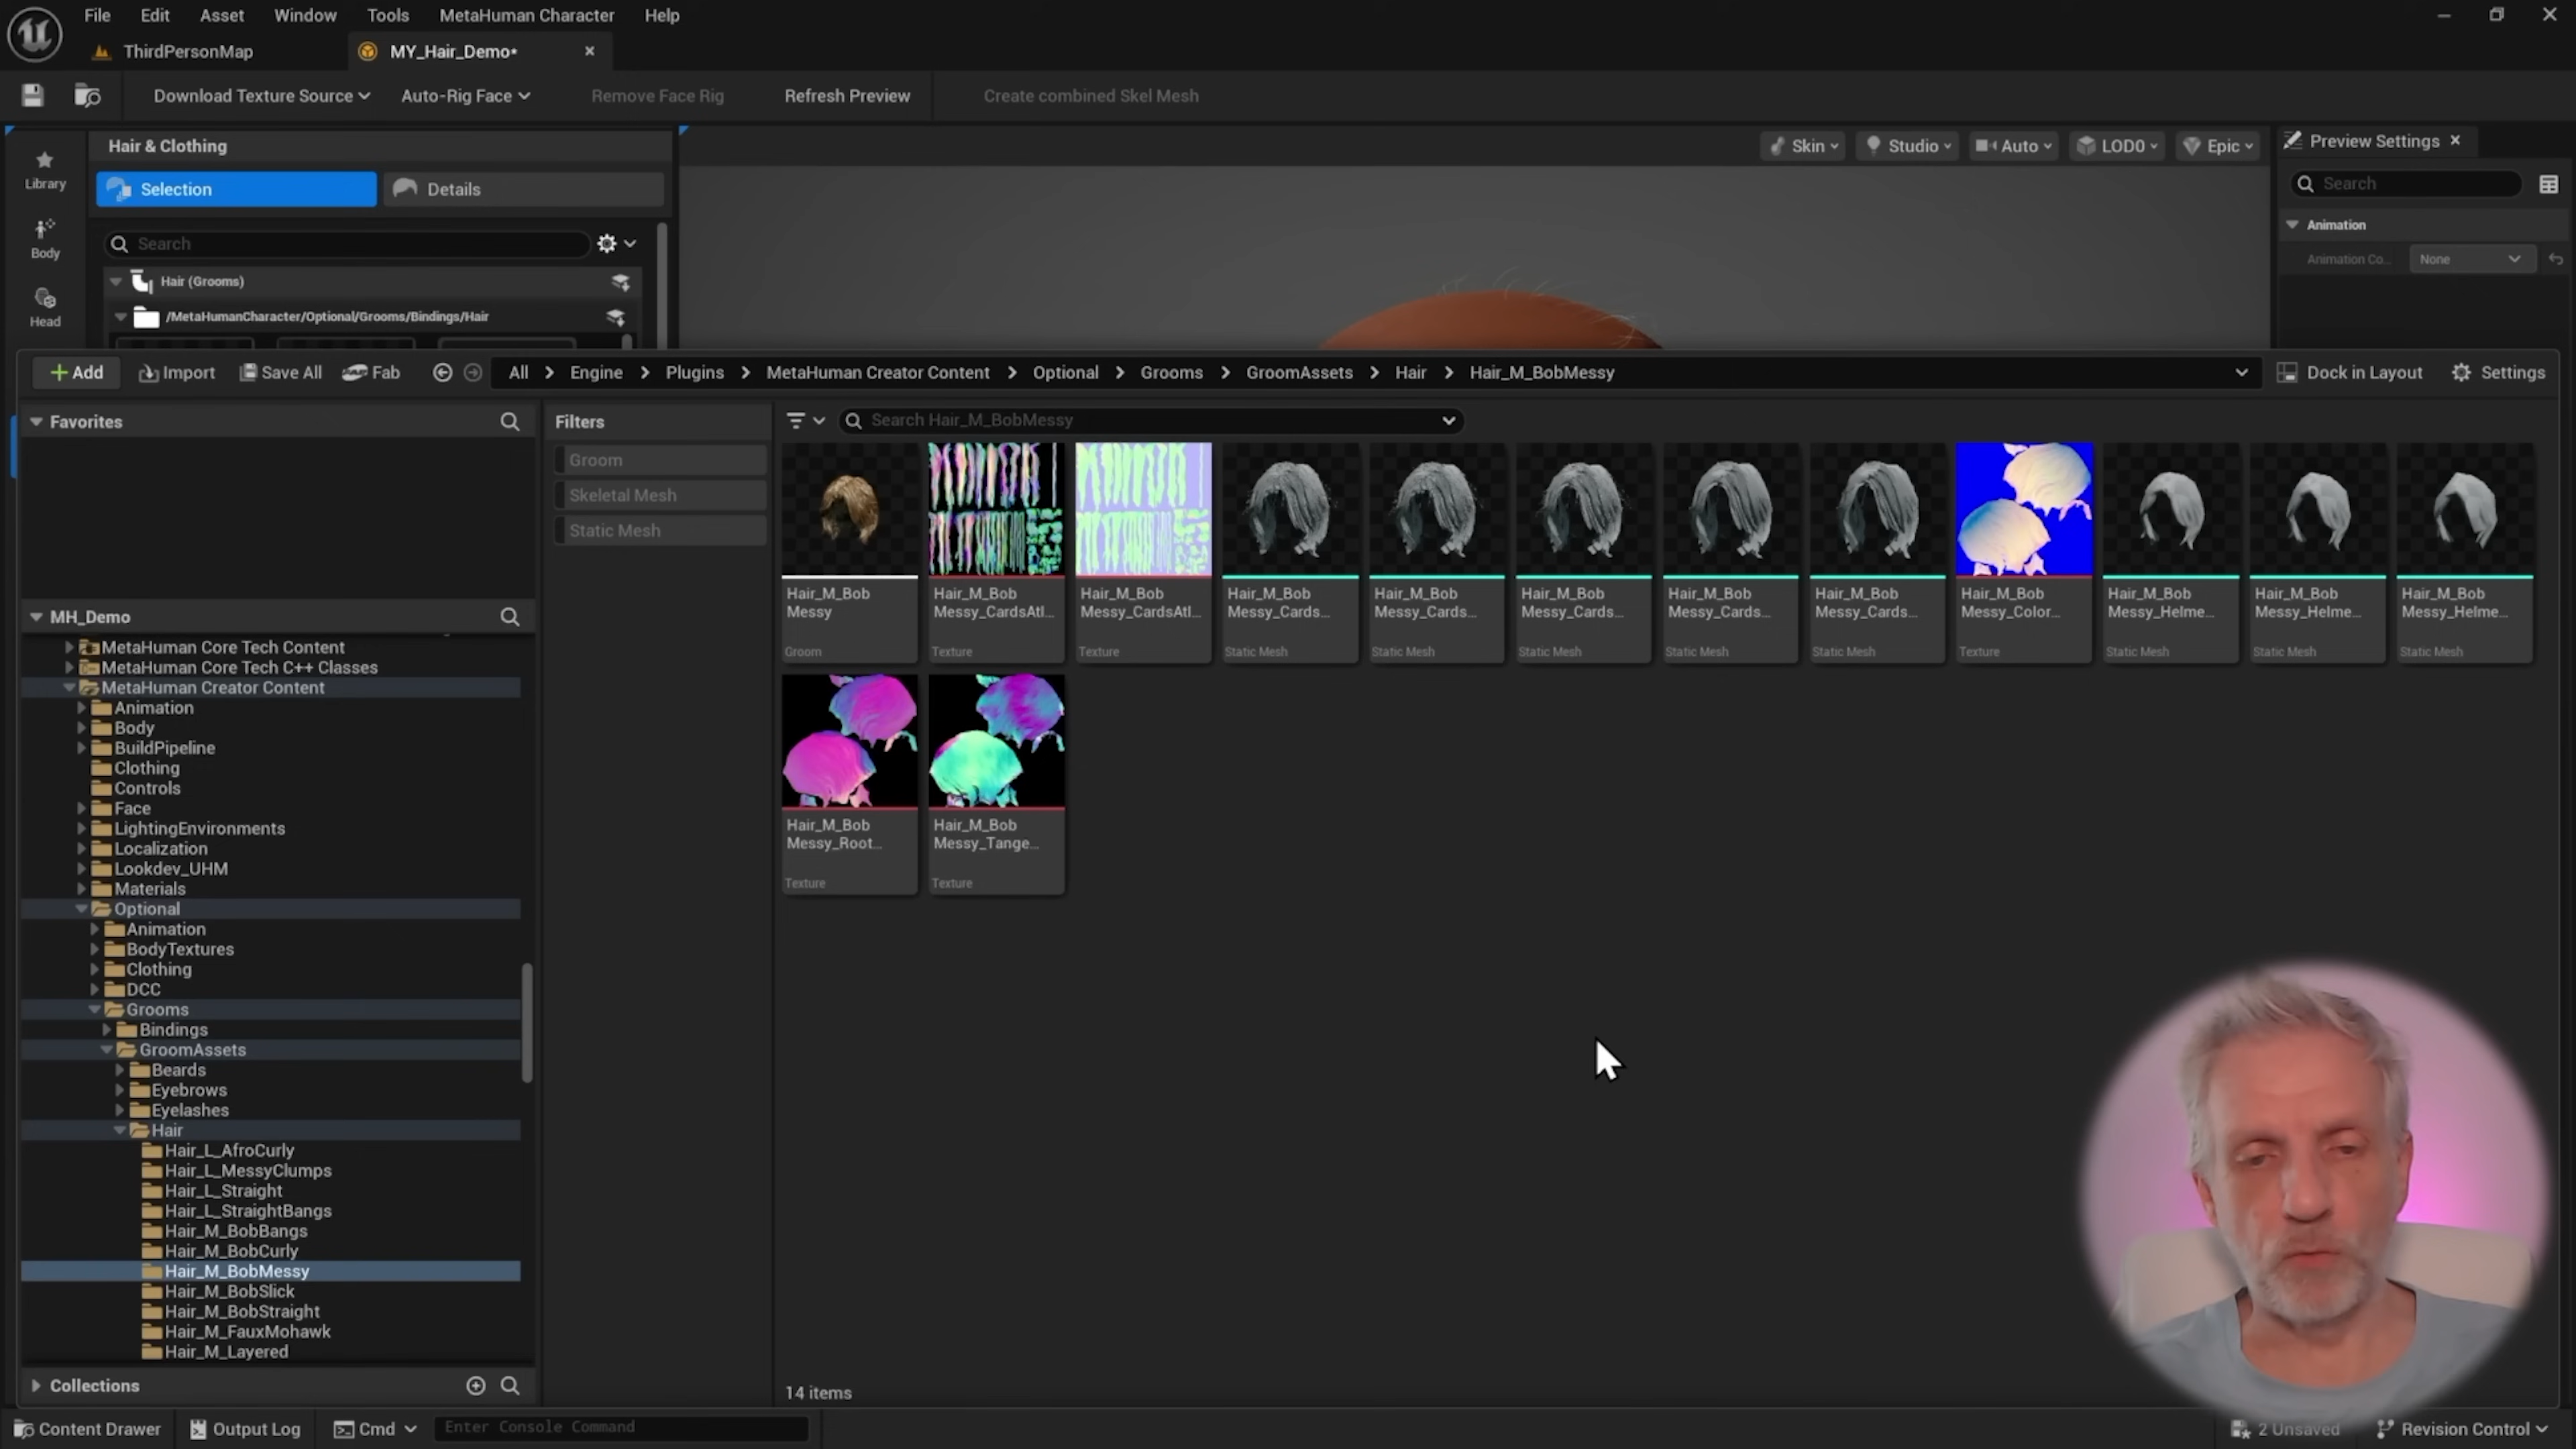 File Edit Asset Window Tools MetaHuman Character Help
ThirdPersonMap MY_Hair_Demo*
Download Texture Source Auto-Rig Face Remove Face Rig Refresh Preview Create combined Skel Mesh
Hair & Clothing
Skin Studio Auto LOD0 Epic
Preview Settings
Library
Selection Details
Search
Body
Search
Animation
Animation Co... None
Hair (Grooms)
Head
/MetaHumanCharacter/Optional/Grooms/Bindings/Hair
Add Import Save All Fab
All > Engine > Plugins > MetaHuman Creator Content > Optional > Grooms > GroomAssets > Hair > Hair_M_BobMessy
Dock in Layout Settings
Favorites
Filters
Search Hair_M_BobMessy
Groom
Skeletal Mesh
Static Mesh
Hair_M_Bob
Messy
Groom
Hair_M_Bob
Messy_CardsAtl...
Texture
Hair_M_Bob
Messy_CardsAtl...
Texture
Hair_M_Bob
Messy_Cards...
Static Mesh
Hair_M_Bob
Messy_Cards...
Static Mesh
Hair_M_Bob
Messy_Cards...
Static Mesh
Hair_M_Bob
Messy_Cards...
Static Mesh
Hair_M_Bob
Messy_Cards...
Static Mesh
Hair_M_Bob
Messy_Color...
Texture
Hair_M_Bob
Messy_Helme...
Static Mesh
Hair_M_Bob
Messy_Helme...
Static Mesh
Hair_M_Bob
Messy_Helme...
Static Mesh
Hair_M_Bob
Messy_Root...
Texture
Hair_M_Bob
Messy_Tange...
Texture
MH_Demo
MetaHuman Core Tech Content
MetaHuman Core Tech C++ Classes
MetaHuman Creator Content
Animation
Body
BuildPipeline
Clothing
Controls
Face
LightingEnvironments
Localization
Lookdev_UHM
Materials
Optional
Animation
BodyTextures
Clothing
DCC
Grooms
Bindings
GroomAssets
Beards
Eyebrows
Eyelashes
Hair
Hair_L_AfroCurly
Hair_L_MessyClumps
Hair_L_Straight
Hair_L_StraightBangs
Hair_M_BobBangs
Hair_M_BobCurly
Hair_M_BobMessy
Hair_M_BobSlick
Hair_M_BobStraight
Hair_M_FauxMohawk
Hair_M_Layered
Collections
14 items
Content Drawer Output Log Cmd Enter Console Command
2 Unsaved Revision Control